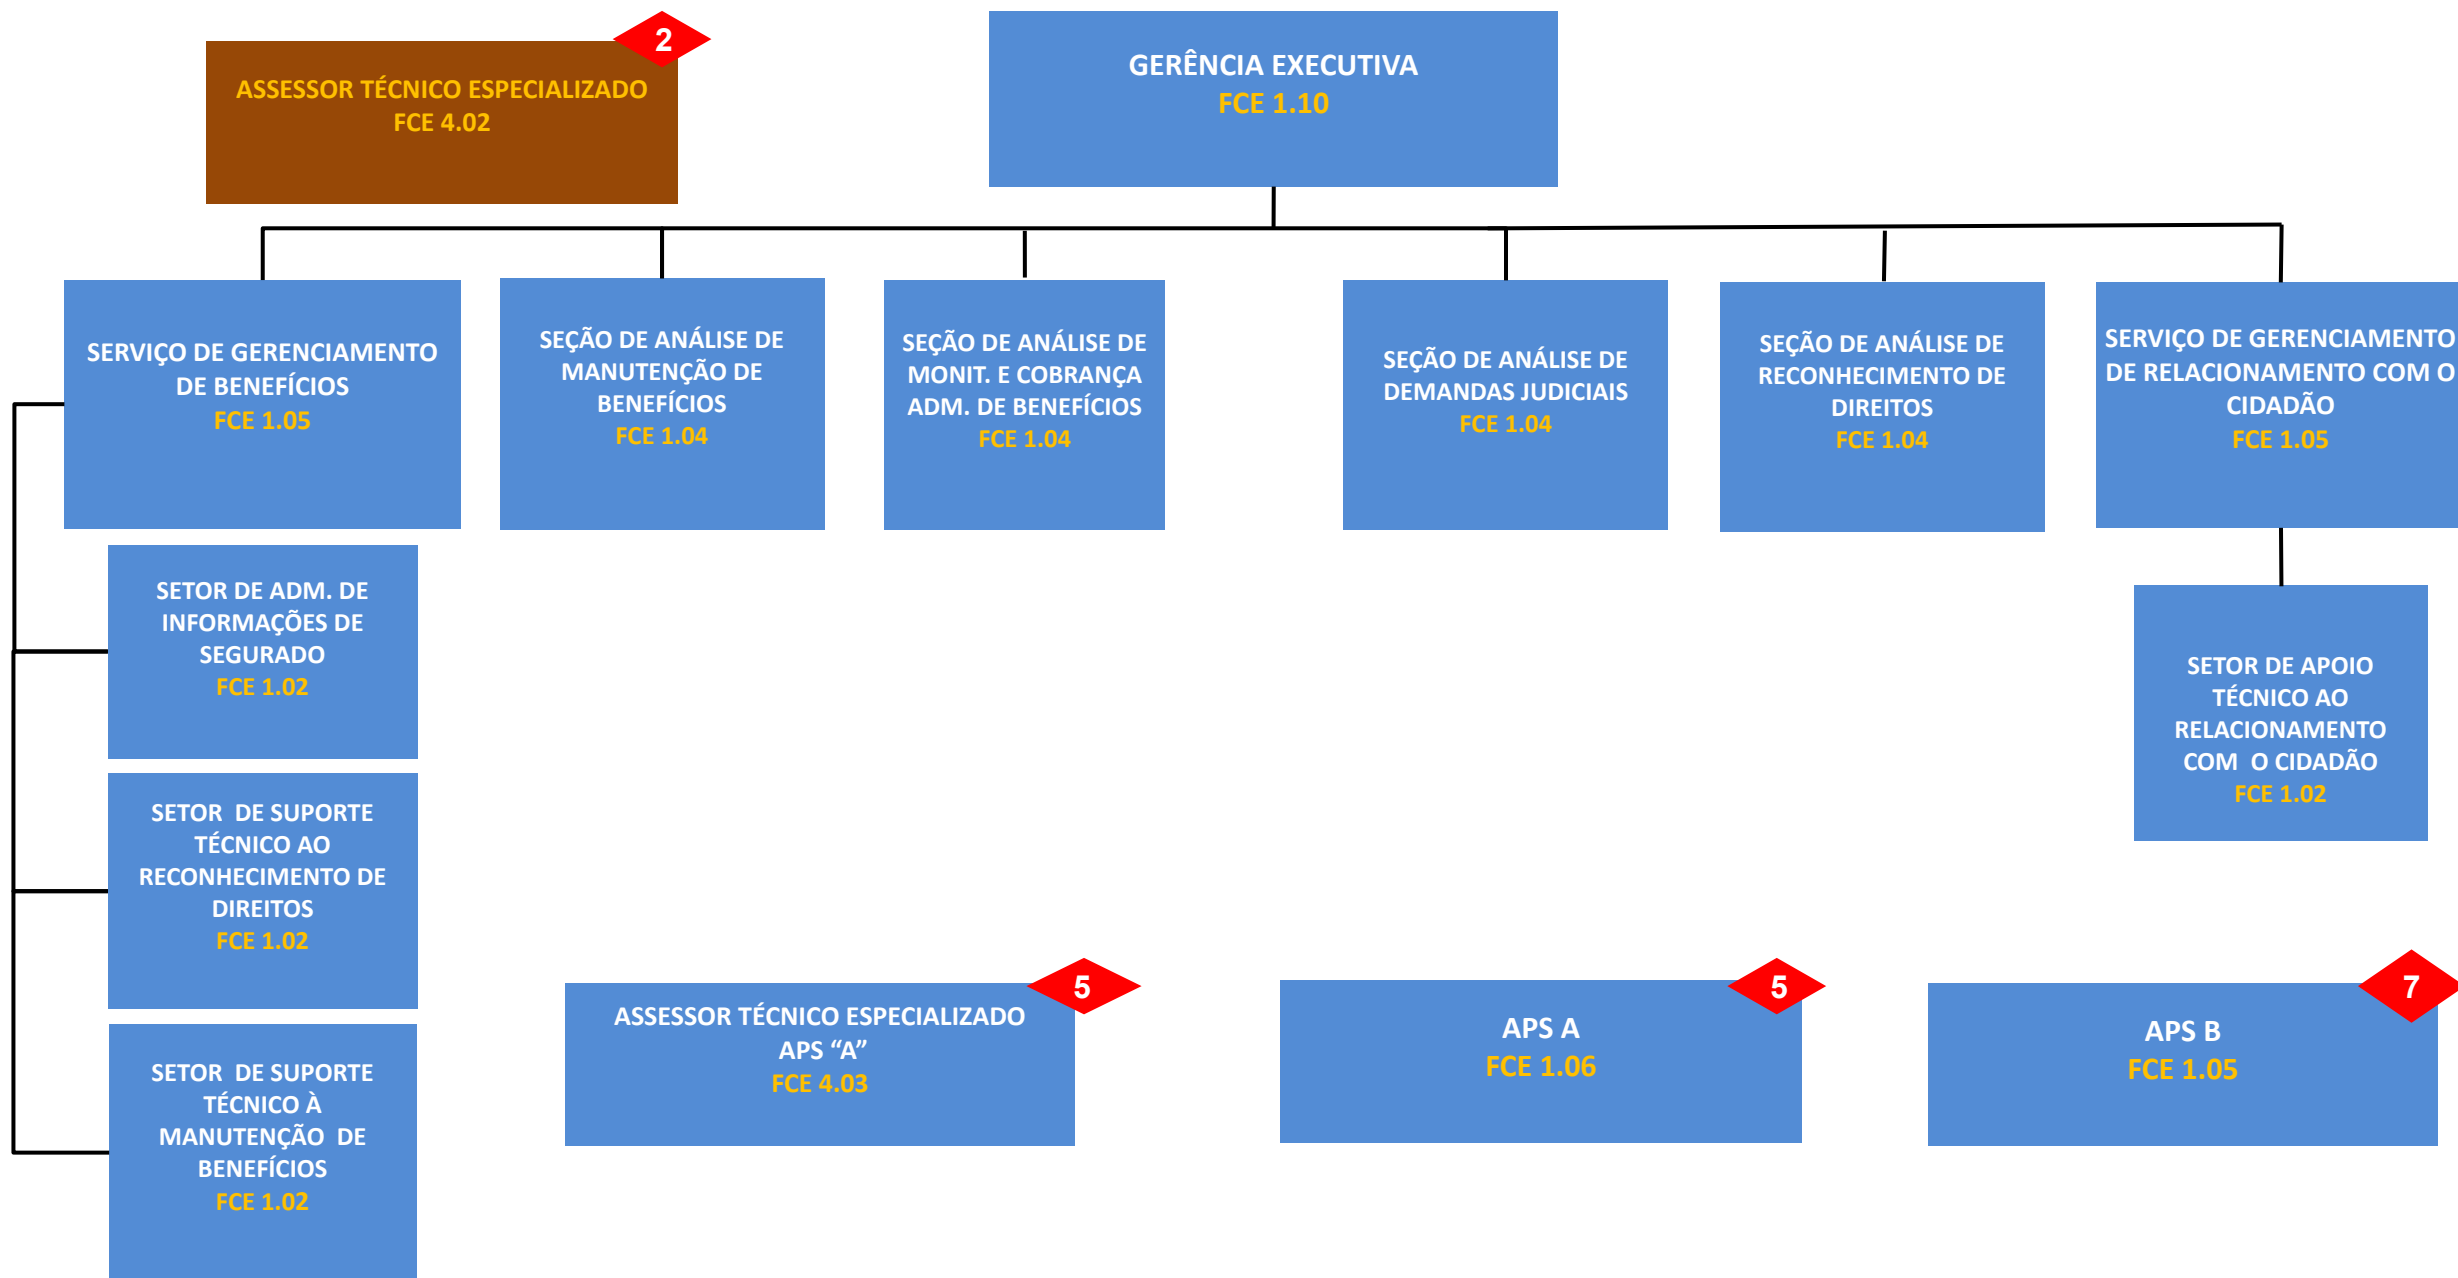 2
ASSESSOR TÉCNICO ESPECIALIZADO
FCE 4.02
GERÊNCIA EXECUTIVA
FCE 1.10
SERVIÇO DE GERENCIAMENTO
DE BENEFÍCIOS
FCE 1.05
SEÇÃO DE ANÁLISE DE
MANUTENÇÃO DE
BENEFÍCIOS
FCE 1.04
SEÇÃO DE ANÁLISE DE
MONIT. E COBRANÇA
ADM. DE BENEFÍCIOS
FCE 1.04
SEÇÃO DE ANÁLISE DE
DEMANDAS JUDICIAIS
FCE 1.04
SEÇÃO DE ANÁLISE DE
RECONHECIMENTO DE
DIREITOS
FCE 1.04
SERVIÇO DE GERENCIAMENTO
DE RELACIONAMENTO COM O
CIDADÃO
FCE 1.05
SETOR DE ADM. DE
INFORMAÇÕES DE
SEGURADO
FCE 1.02
SETOR DE APOIO
TÉCNICO AO
RELACIONAMENTO
COM O CIDADÃO
FCE 1.02
SETOR DE SUPORTE
TÉCNICO AO
RECONHECIMENTO DE
DIREITOS
FCE 1.02
SETOR DE SUPORTE
TÉCNICO À
MANUTENÇÃO DE
BENEFÍCIOS
FCE 1.02
5
ASSESSOR TÉCNICO ESPECIALIZADO
APS “A”
FCE 4.03
5
APS A
FCE 1.06
7
APS B
FCE 1.05